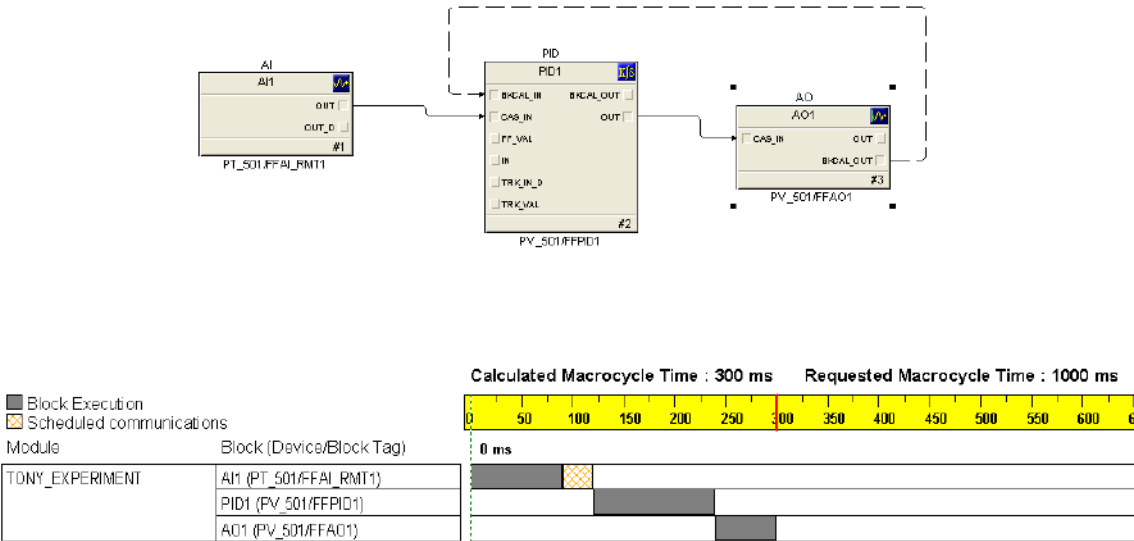 AI
AI1
OUT
OUT_D
#1
PT_501/FFAI_RMT1
PID
PID1
BKCAL_IN BKCAL_OUT
CAS_IN OUT
FF_VAL
IN
TRK_IN_D
TRK_VAL
#2
PV_501/FFPID1
AO
AO1
CAS_IN OUT
BKCAL_OUT
#3
PV_501/FFAO1
Calculated Macrocycle Time : 300 ms Requested Macrocycle Time : 1000 ms
Block Execution
Scheduled communications
0 50 100 150 200 250 300 350 400 450 500 550 600
Module Block (Device/Block Tag) 0 ms
TONY_EXPERIMENT AI1 (PT_501/FFAI_RMT1)
PID1 (PV_501/FFPID1)
AO1 (PV_501/FFAO1)